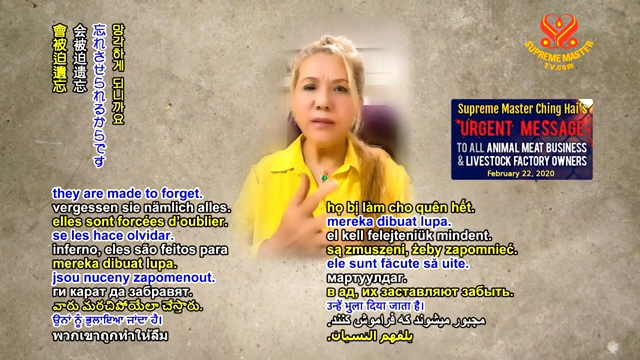 망각하게 되니까요
忘れさせられるからです
会被迫遗忘
會被迫遺忘
SUPREME MASTER
TV.com
Supreme Master Ching Hai's
"URGENT MESSAGE
TO ALL ANIMAL MEAT BUSINESS
& LIVESTOCK FACTORY OWNERS
February 22, 2020
they are made to forget.
vergessen sie nämlich alles.
elles sont forcées d'oublier.
se les hace olvidar.
inferno, eles são feitos para
mereka dibuat lupa.
jsou nuceny zapomenout.
ги карат да забравят.
వారు మరచిపోయేలా చేస్తారు.
ਉਨਾਂ ਨੂੰ ਭੁਲਾਇਆ ਜਾਂਦਾ ਹੈ।
พวกเขาถูกทำให้ลืม
họ bị làm cho quên hết.
mereka dibuat lupa.
el kell felejteniük mindent.
są zmuszeni, żeby zapomnieć.
ele sunt făcute să uite.
мартуулдаг.
в ад, их заставляют забыть.
उन्हें भुला दिया जाता है।
مجبور میشوند که فراموش کنند.
يلفهم النسيان.